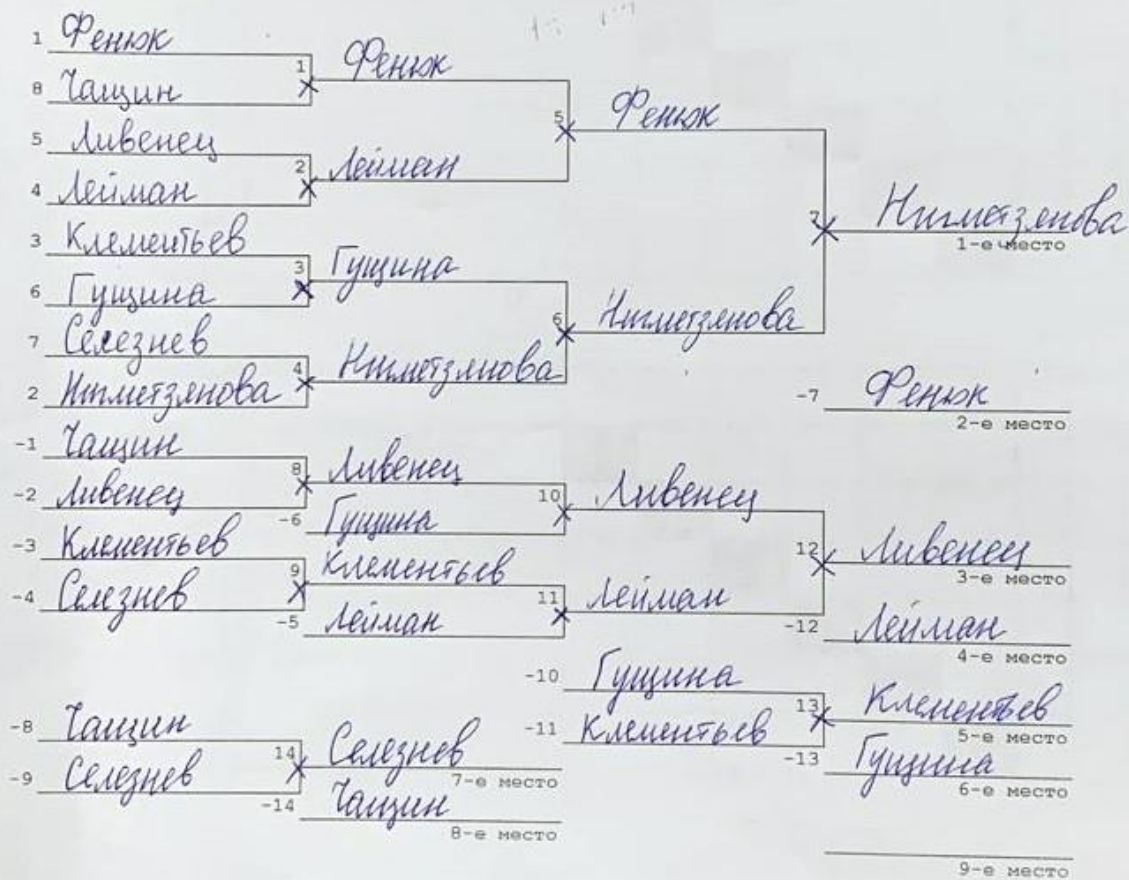 1 Фенюк
8 Чащин
5 Ливенец
4 Лейман
3 Клементьев
6 Гущина
7 Селезнев
2 Нигметзянова
1 Фенюк
2 Лейман
3 Гущина
4 Нигметзянова
5 Фенюк
6 Нигметзянова
7 Нигметзянова
1-е место
-7 Фенюк
2-е место
-1 Чащин
-2 Ливенец
-3 Клементьев
-4 Селезнев
8 Ливенец
-6 Гущина
9 Клементьев
-5 Лейман
10 Ливенец
11 Лейман
12 Ливенец
3-е место
-12 Лейман
4-е место
-10 Гущина
-11 Клементьев
13 Клементьев
5-е место
-13 Гущина
6-е место
-8 Чащин
-9 Селезнев
14 Селезнев
7-е место
-14 Чащин
8-е место
9-е место